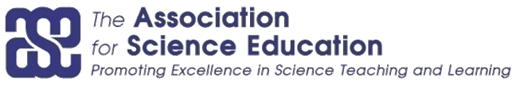 The Association
for Science Education
Promoting Excellence in Science Teaching and Learning